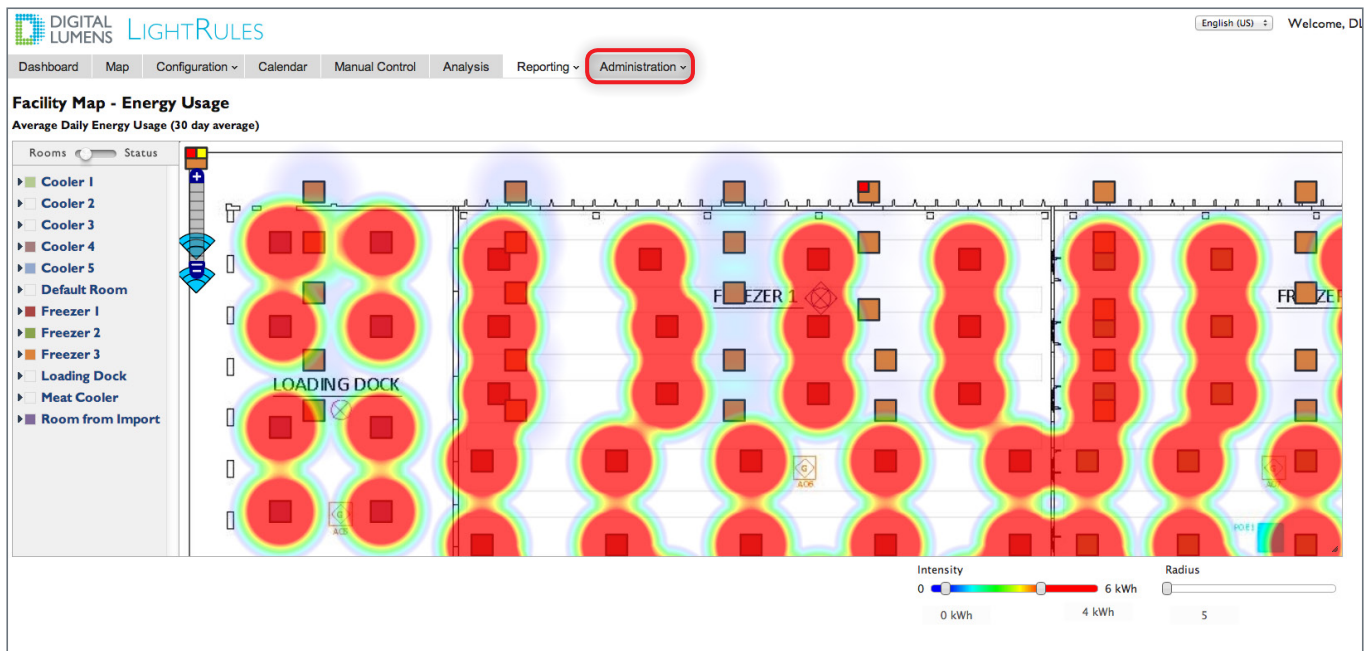 DIGITAL
LUMENS
LIGHTRULES
English (US)
Welcome, DL
Dashboard Map Configuration Calendar Manual Control Analysis Reporting Administration
Facility Map - Energy Usage
Average Daily Energy Usage (30 day average)
Rooms Status
Cooler 1
Cooler 2
Cooler 3
Cooler 4
Cooler 5
Default Room
Freezer 1
Freezer 2
Freezer 3
Loading Dock
Meat Cooler
Room from Import
LOADING DOCK
FREEZER 1
G
AC5
G
AC6
G
Intensity
0 6 kWh
0 kWh 4 kWh
Radius
5